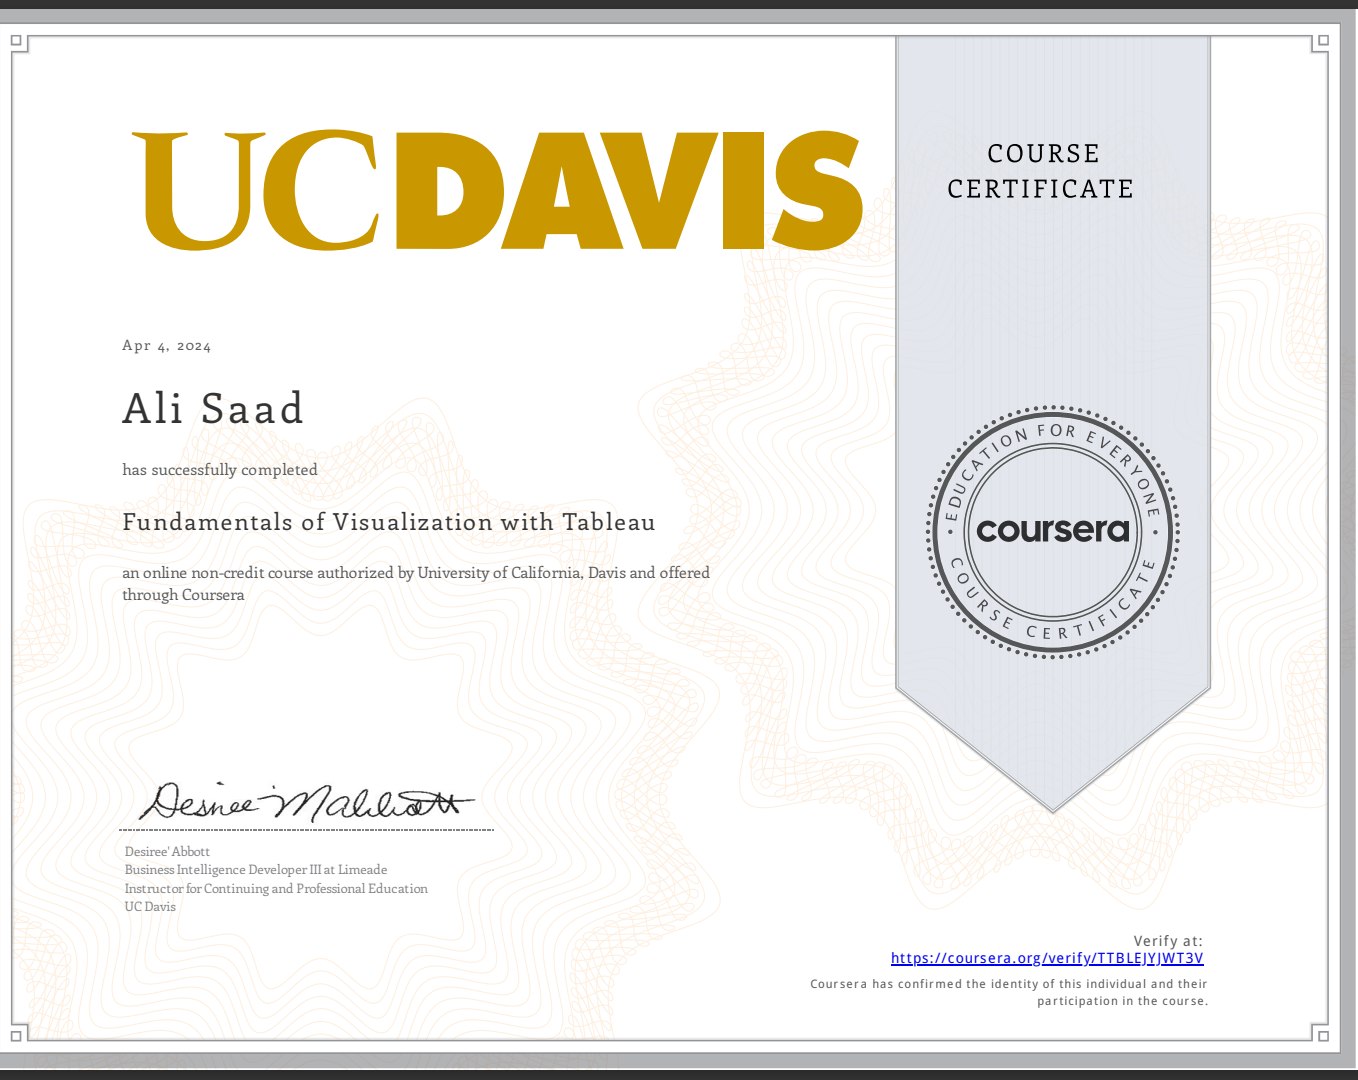 UCDAVIS
COURSE
CERTIFICATE
Apr 4, 2024
Ali Saad
has successfully completed
Fundamentals of Visualization with Tableau
an online non-credit course authorized by University of California, Davis and offered
through Coursera
EDUCATION FOR EVERYONE
coursera
COURSE CERTIFICATE
Desiree' Abbott
Business Intelligence Developer III at Limeade
Instructor for Continuing and Professional Education
UC Davis
Verify at:
https://coursera.org/verify/TTBLEJYJWT3V
Coursera has confirmed the identity of this individual and their
participation in the course.